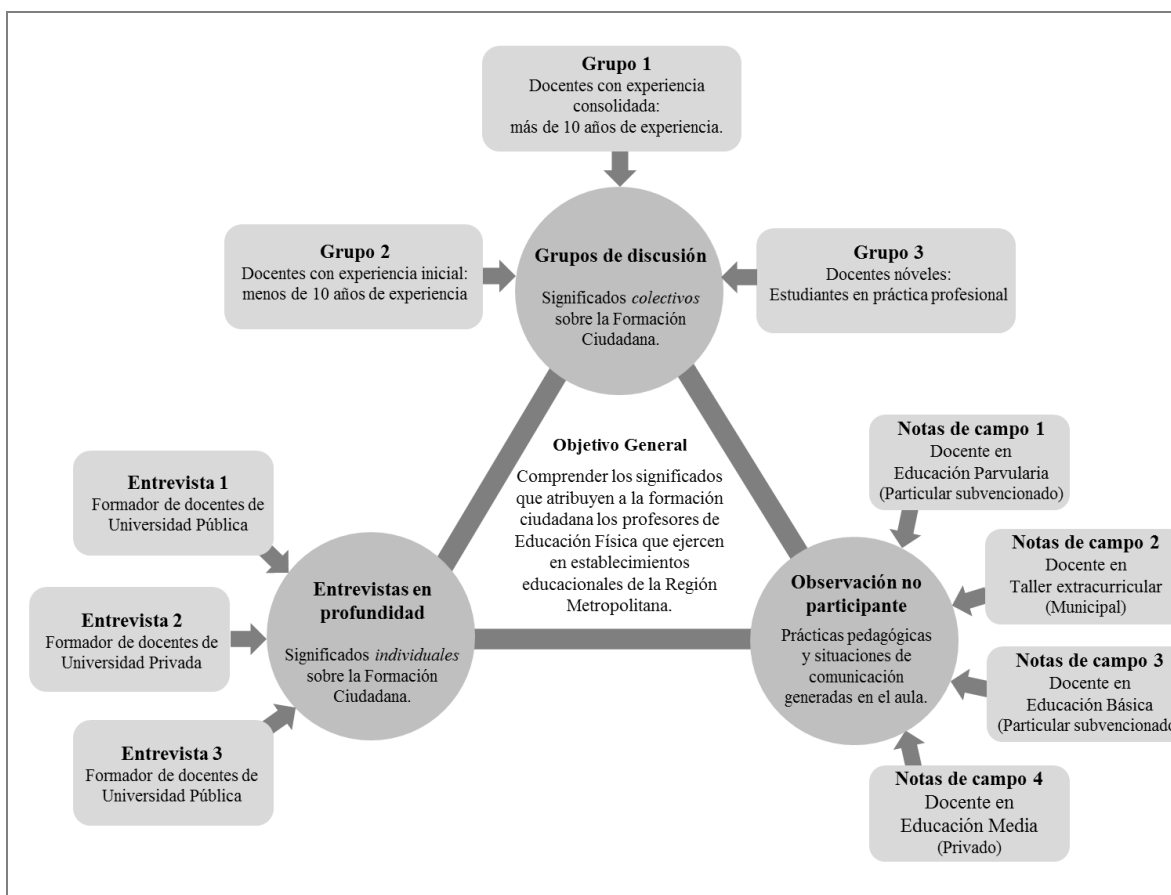 Grupo 1
Docentes con experiencia
consolidada:
más de 10 años de experiencia.
Grupo 2
Docentes con experiencia inicial:
menos de 10 años de experiencia
Grupos de discusión
Significados colectivos
sobre la Formación
Ciudadana.
Grupo 3
Docentes nóveles:
Estudiantes en práctica profesional
Objetivo General
Comprender los significados
que atribuyen a la formación
ciudadana los profesores de
Educación Física que ejercen
en establecimientos
educacionales de la Región
Metropolitana.
Entrevista 1
Formador de docentes de
Universidad Pública
Entrevista 2
Formador de docentes de
Universidad Privada
Entrevista 3
Formador de docentes de
Universidad Pública
Entrevistas en
profundidad
Significados individuales
sobre la Formación
Ciudadana.
Observación no
participante
Prácticas pedagógicas
y situaciones de
comunicación
generadas en el aula.
Notas de campo 1
Docente en
Educación Parvularia
(Particular subvencionado)
Notas de campo 2
Docente en
Taller extracurricular
(Municipal)
Notas de campo 3
Docente en
Educación Básica
(Particular subvencionado
Notas de campo 4
Docente en
Educación Media
(Privado)